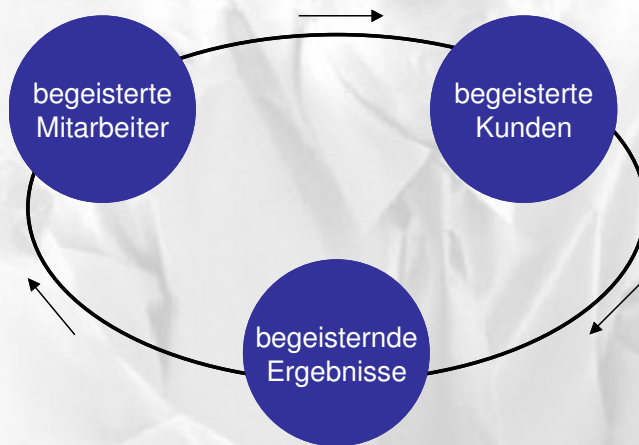 begeisterte
Mitarbeiter
begeisterte
Kunden
begeisternde
Ergebnisse